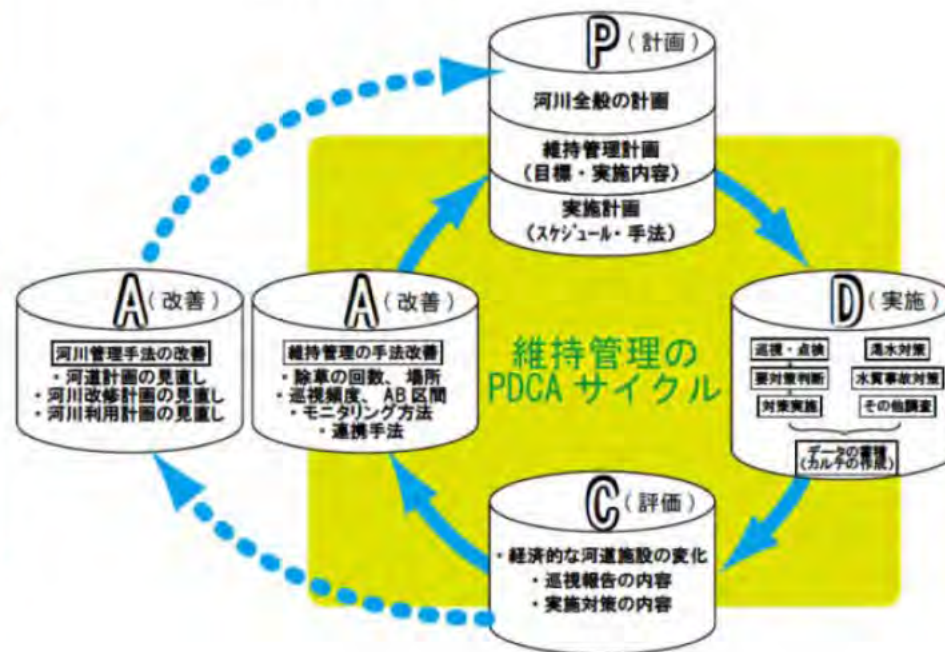 P(計画)
河川全般の計画
維持管理計画
(目標・実施内容)
実施計画
(スケジュール・手法)
A(改善)
河川管理手法の改善
・河道計画の見直し
・河川改修計画の見直し
・河川利用計画の見直し
A(改善)
維持管理の手法改善
・除草の回数、場所
・巡視頻度、AB区間
・モニタリング方法
・連携手法
維持管理の
PDCAサイクル
D(実施)
巡視・点検
要対策判断
対策実施
渇水対策
水質事故対策
その他調査
データの蓄積
(カルテの作成)
C(評価)
・経済的な河道施設の変化
・巡視報告の内容
・実施対策の内容